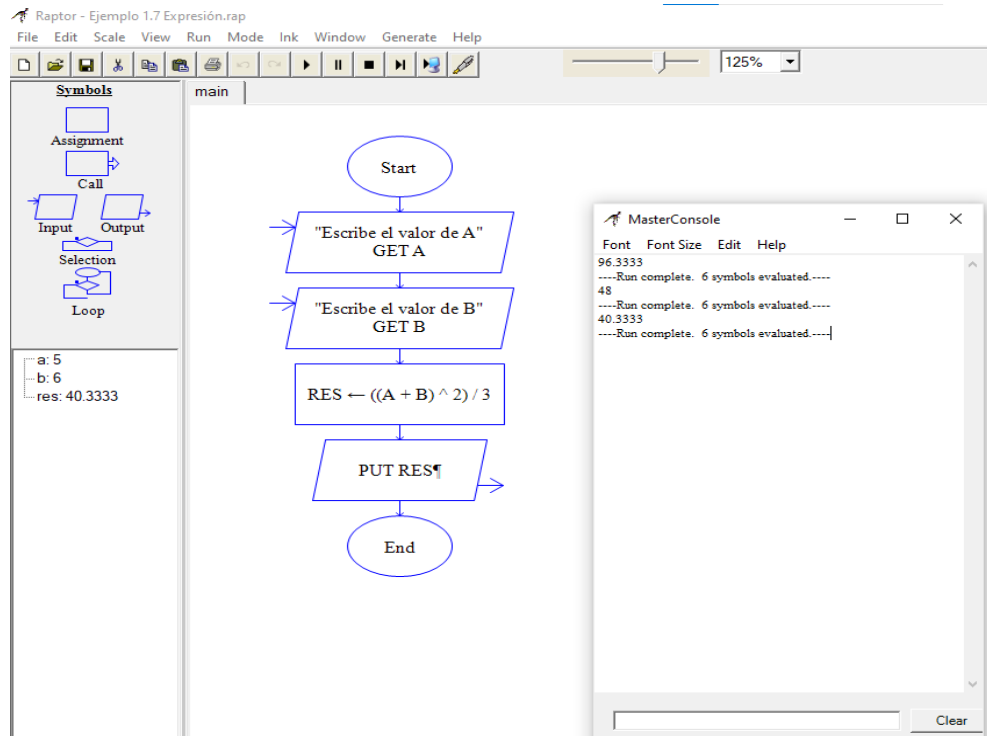 Raptor - Ejemplo 1.7 Expresión.rap
File Edit Scale View Run Mode Ink Window Generate Help
125%
Symbols
Assignment
Call
Input Output
Selection
Loop
a: 5
b: 6
res: 40.3333
main
Start
"Escribe el valor de A"
GET A
"Escribe el valor de B"
GET B
RES ← ((A + B) ^ 2) / 3
PUT RES¶
End
MasterConsole
Font Font Size Edit Help
96.3333
----Run complete. 6 symbols evaluated.----
48
----Run complete. 6 symbols evaluated.----
40.3333
----Run complete. 6 symbols evaluated.----
Clear